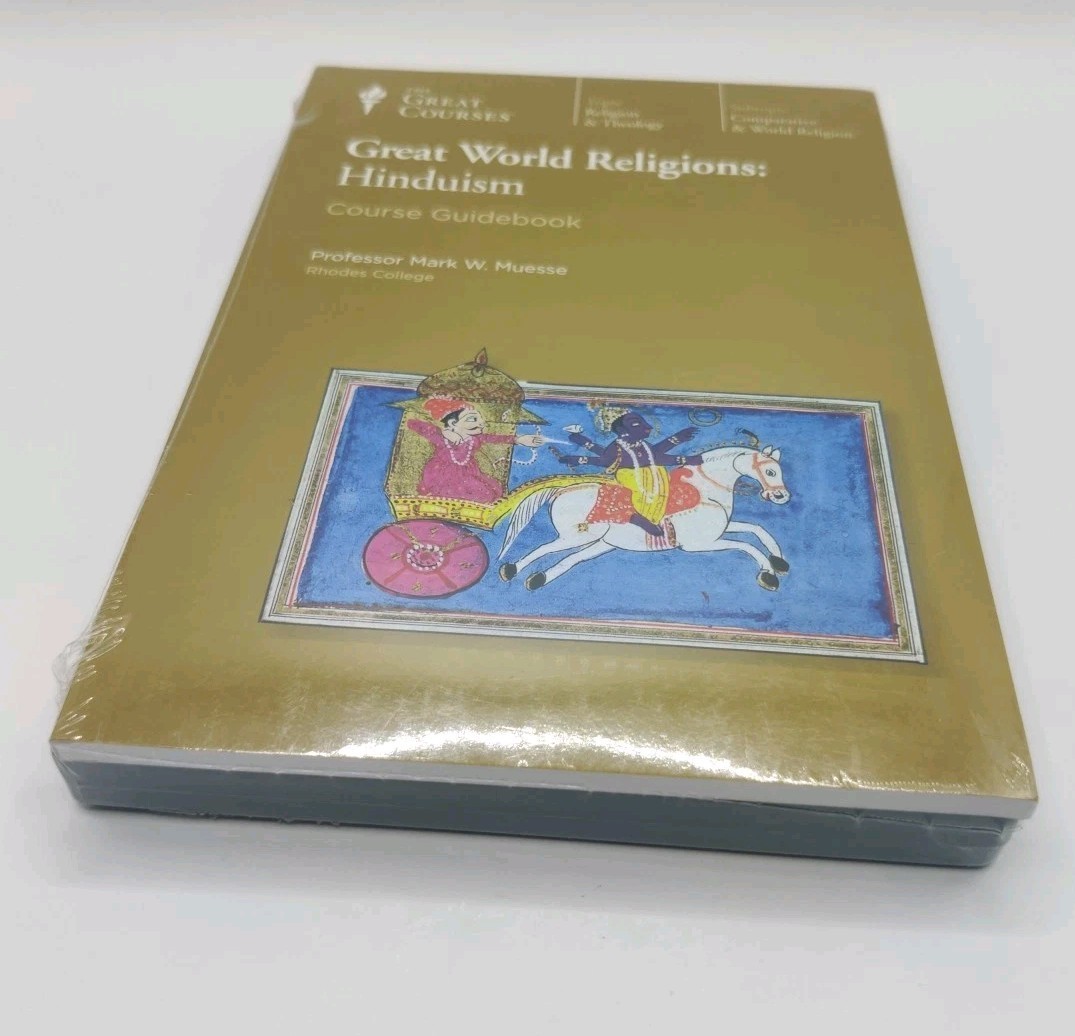 THE
GREAT
COURSES
Topic
Religion
& Theology
Subtopic
Comparative
& World Religion
Great World Religions:
Hinduism
Course Guidebook
Professor Mark W. Muesse
Rhodes College